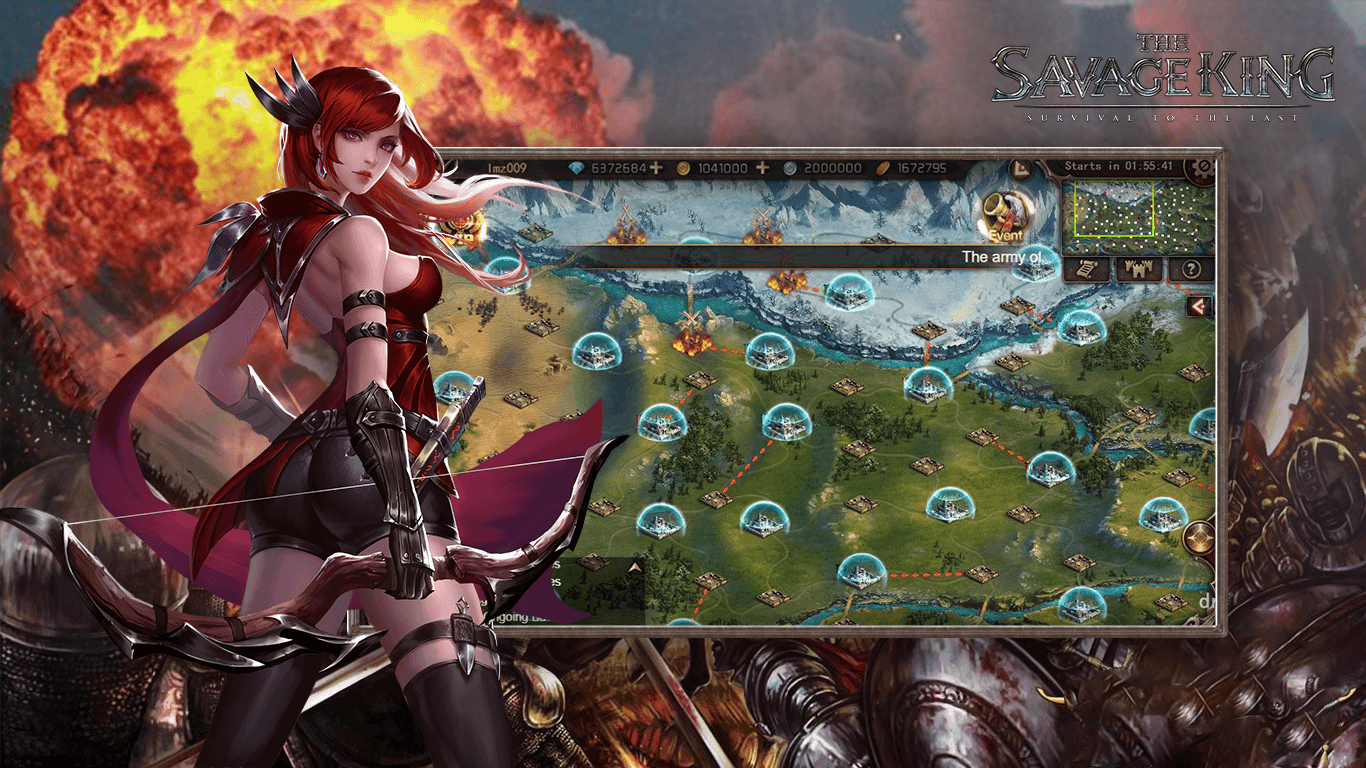 THE
SAVAGE KING
SURVIVAL TO THE LAST
lmz009 6372684 1041000 2000000 1672795 Starts in 01:55:41
Event
The army of
?